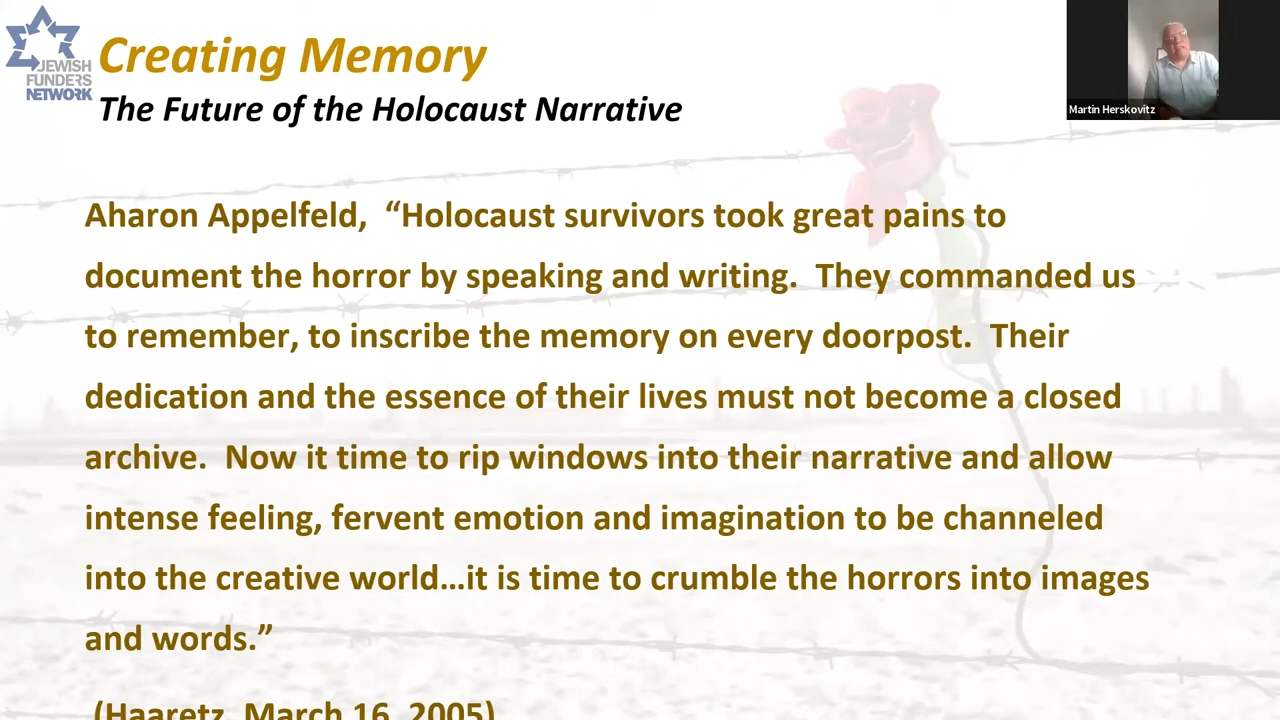 JEWISH
FUNDERS
NETWORK
Creating Memory
The Future of the Holocaust Narrative
Martin Herskovitz
Aharon Appelfeld,  “Holocaust survivors took great pains to
document the horror by speaking and writing.  They commanded us
to remember, to inscribe the memory on every doorpost.  Their
dedication and the essence of their lives must not become a closed
archive.  Now it time to rip windows into their narrative and allow
intense feeling, fervent emotion and imagination to be channeled
into the creative world…it is time to crumble the horrors into images
and words.”
(Haaretz, March 16, 2005)